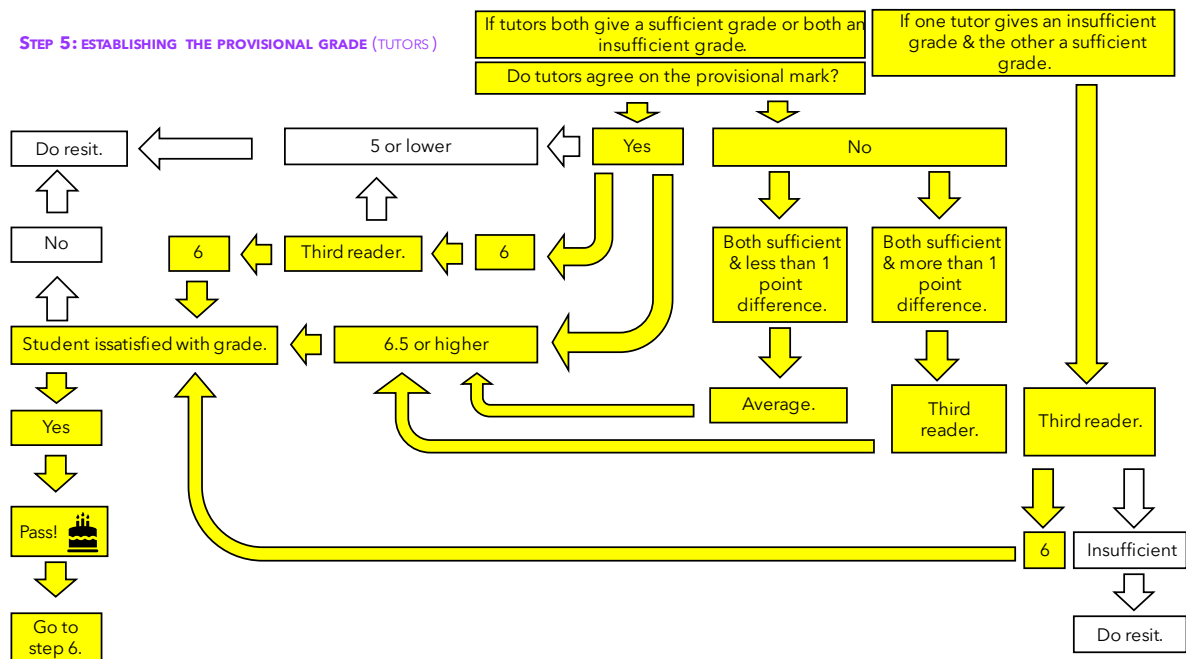 STEP 5: ESTABLISHING THE PROVISIONAL GRADE (TUTORS)
If tutors both give a sufficient grade or both an
insufficient grade.
Do tutors agree on the provisional mark?
If one tutor gives an insufficient
grade & the other a sufficient
grade.
Do resit.
5 or lower
Yes
No
No
6
Third reader.
6
Both sufficient
& less than 1
point
difference.
Both sufficient
& more than 1
point
difference.
Student issatisfied with grade.
6.5 or higher
Average.
Third
reader.
Third reader.
Yes
Pass!
6
Insufficient
Go to
step 6.
Do resit.